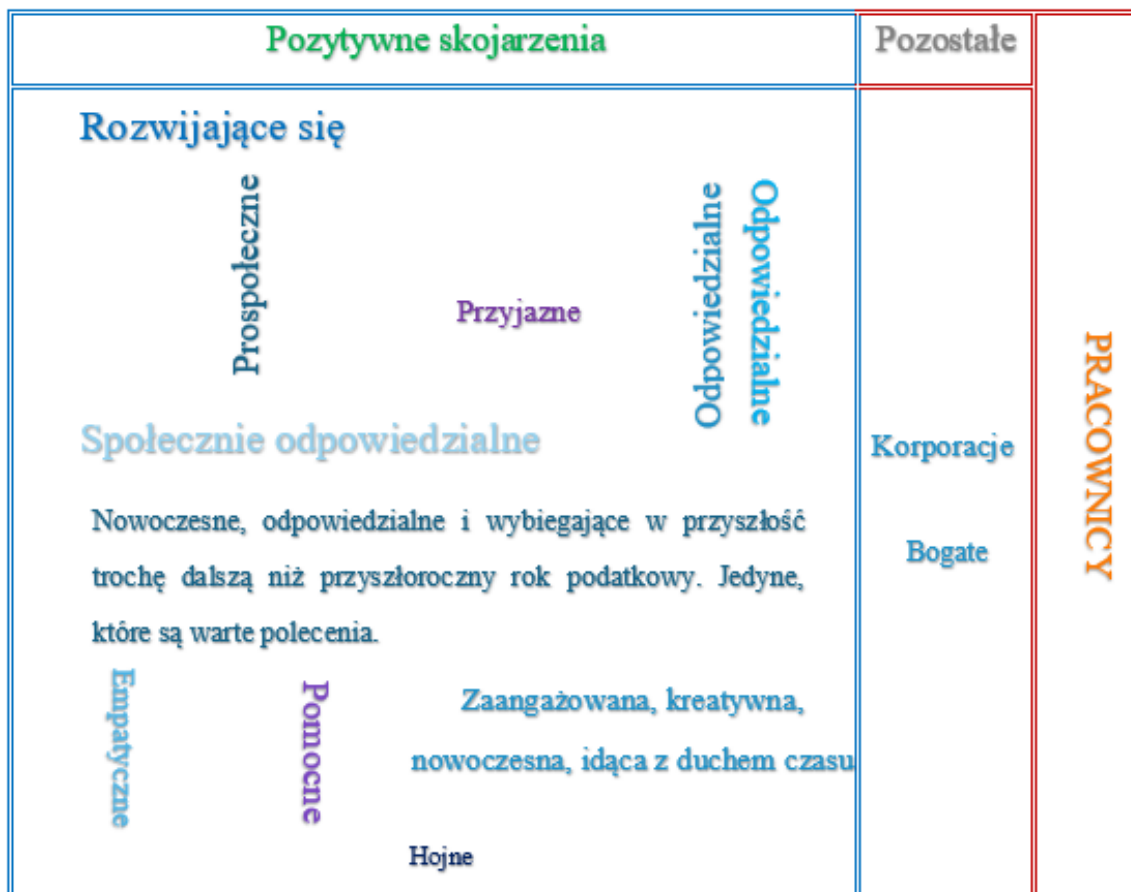 Pozytywne skojarzenia
Pozostałe
PRACOWNICY
Rozwijające się
Prospołeczne
Przyjazne
Odpowiedzialne
Odpowiedzialne
Społecznie odpowiedzialne
Nowoczesne, odpowiedzialne i wybiegające w przyszłość
trochę dalszą niż przyszłoroczny rok podatkowy. Jedyne,
które są warte polecenia.
Empatyczne
Pomocne
Zaangażowana, kreatywna,
nowoczesna, idąca z duchem czasu
Hojne
Korporacje
Bogate